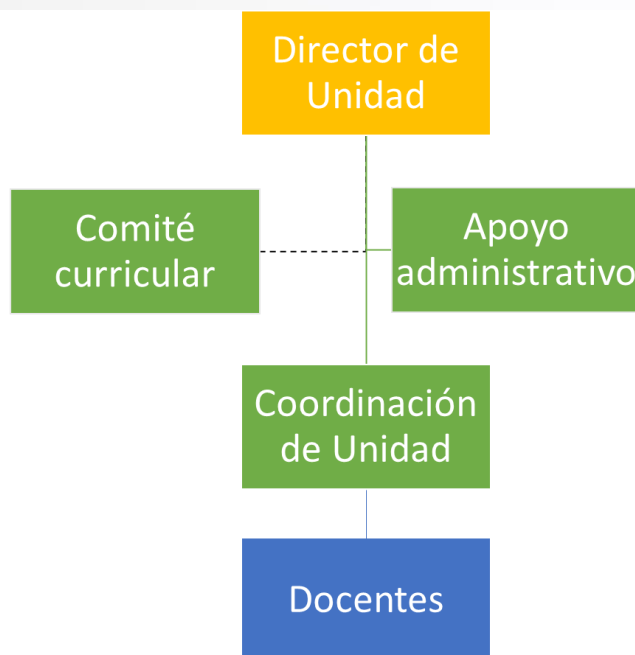 Director de
Unidad
Comité
curricular
Apoyo
administrativo
Coordinación
de Unidad
Docentes